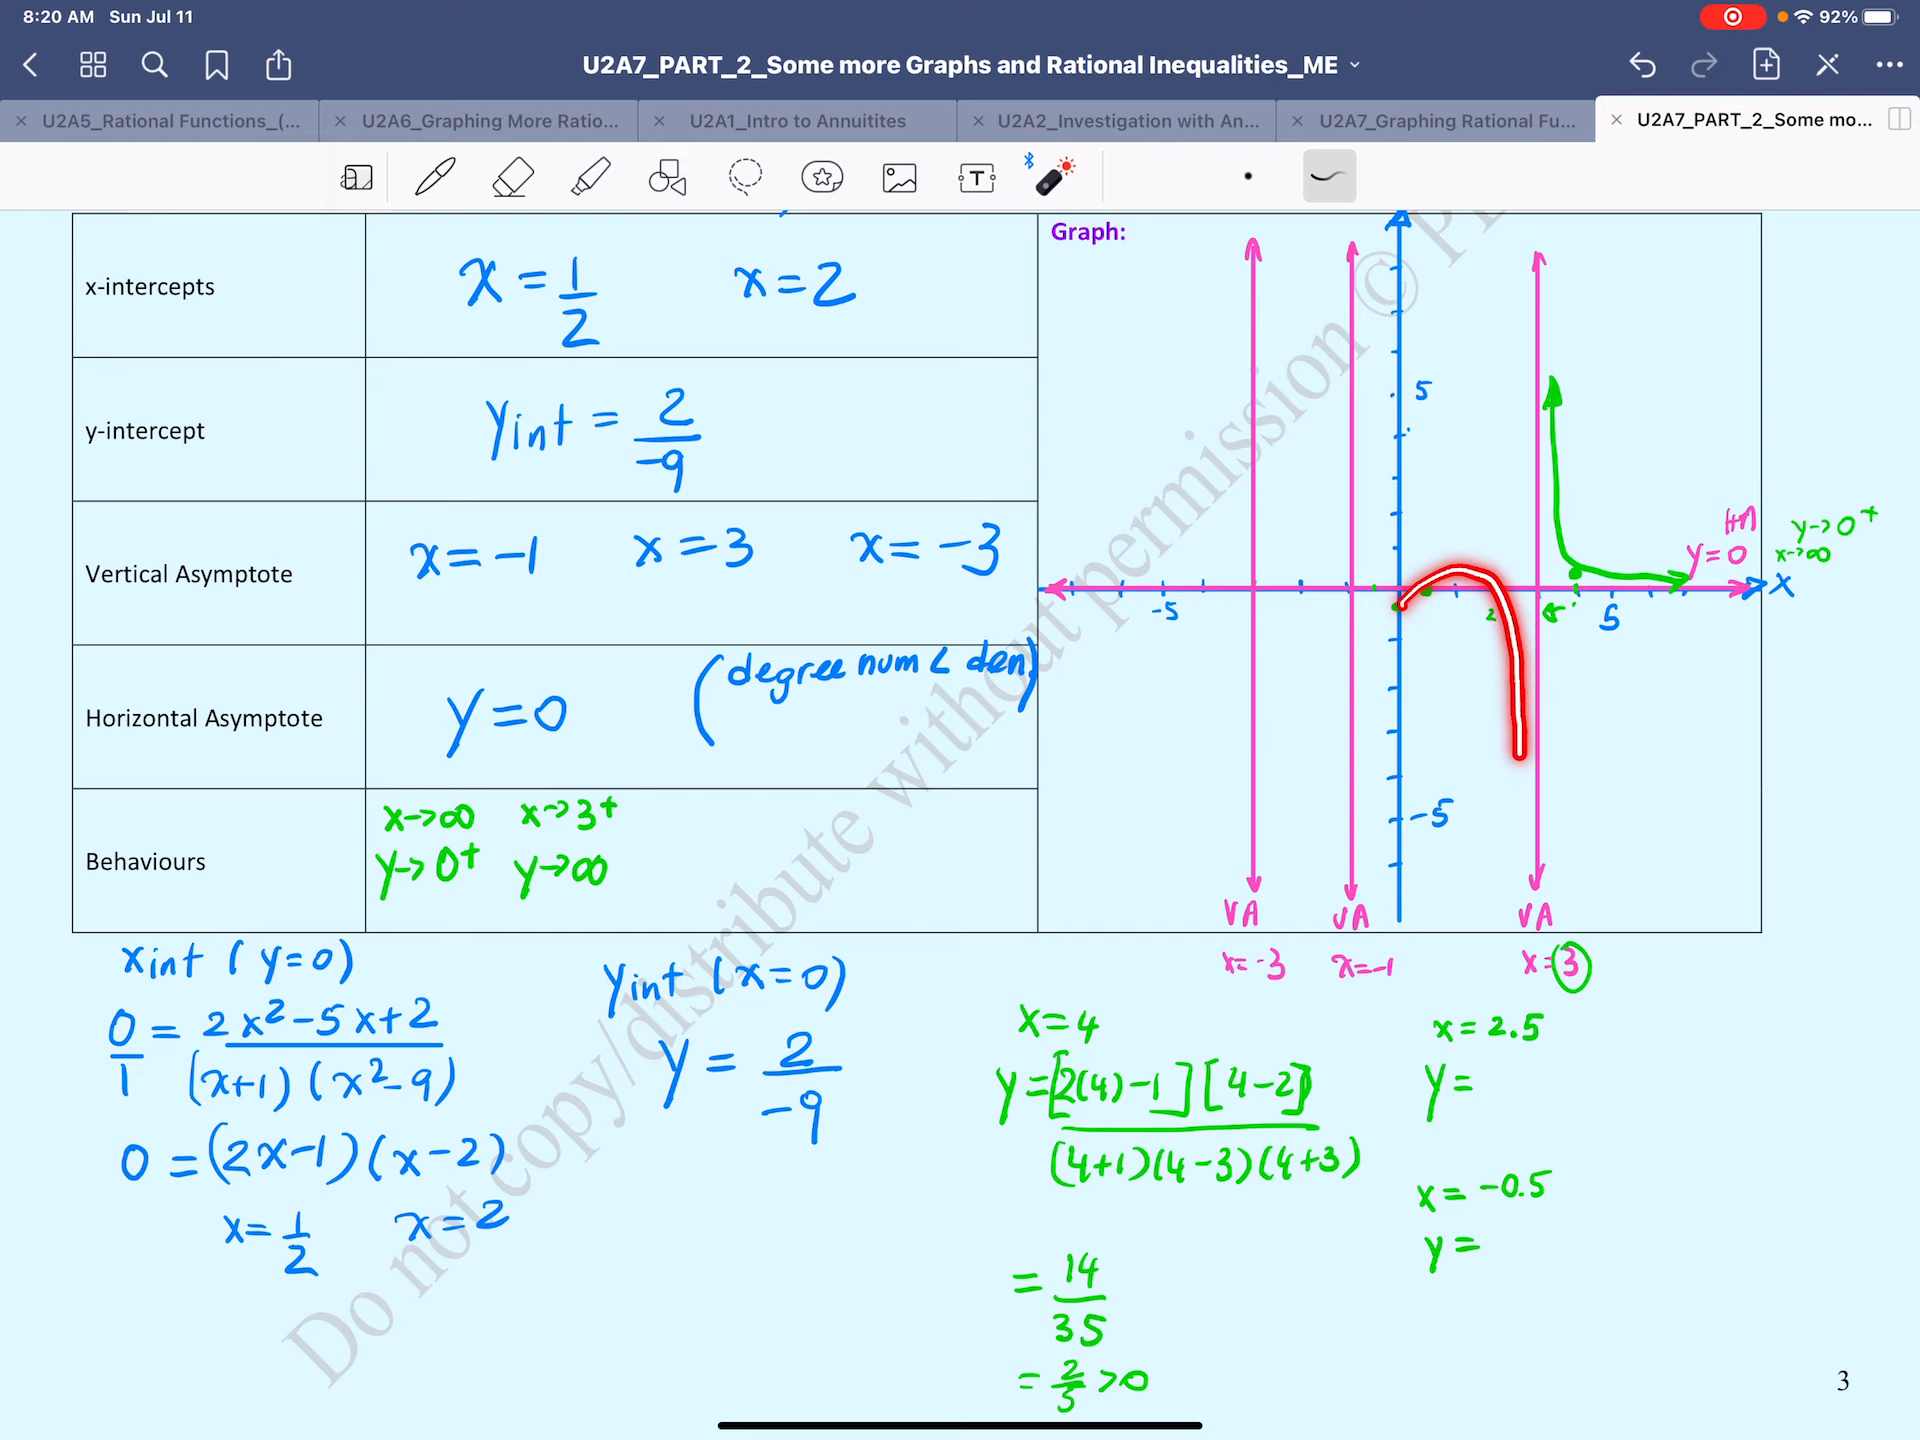 8:20 AM Sun Jul 11
92%
U2A7_PART_2_Some more Graphs and Rational Inequalities_ME
U2A5_Rational Functions_(...
U2A6_Graphing More Ratio...
U2A1_Intro to Annuitites
U2A2_Investigation with An...
U2A7_Graphing Rational Fu...
U2A7_PART_2_Some mo...
x-intercepts
x = 1/2 x = 2
y-intercept
yint = 2/-9
Vertical Asymptote
x = -1 x = 3 x = -3
Horizontal Asymptote
y = 0 (degree num < den)
Behaviours
x→∞ x→3+
y→0+ y→∞
Graph:
5
HA
y→0+
y=0
x→∞
-5
2
5
x
-5
VA VA VA
x=-3 x=-1 x=3
xint (y=0)
0/1 = 2x²-5x+2 / (x+1)(x²-9)
0 = (2x-1)(x-2)
x = 1/2 x = 2
yint (x=0)
y = 2/-9
x=4
y = [2(4)-1][4-2] / (4+1)(4-3)(4+3)
= 14/35
= 2/5 >0
x = 2.5
y =
x = -0.5
y =
Do not copy/distribute without permission ©
3